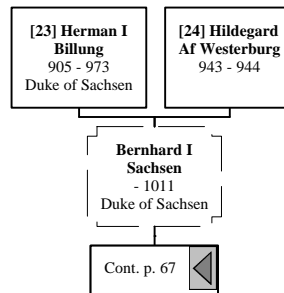 [23] Herman I
Billung
905 - 973
Duke of Sachsen
[24] Hildegard
Af Westerburg
943 - 944
Bernhard I
Sachsen
- 1011
Duke of Sachsen
Cont. p. 67